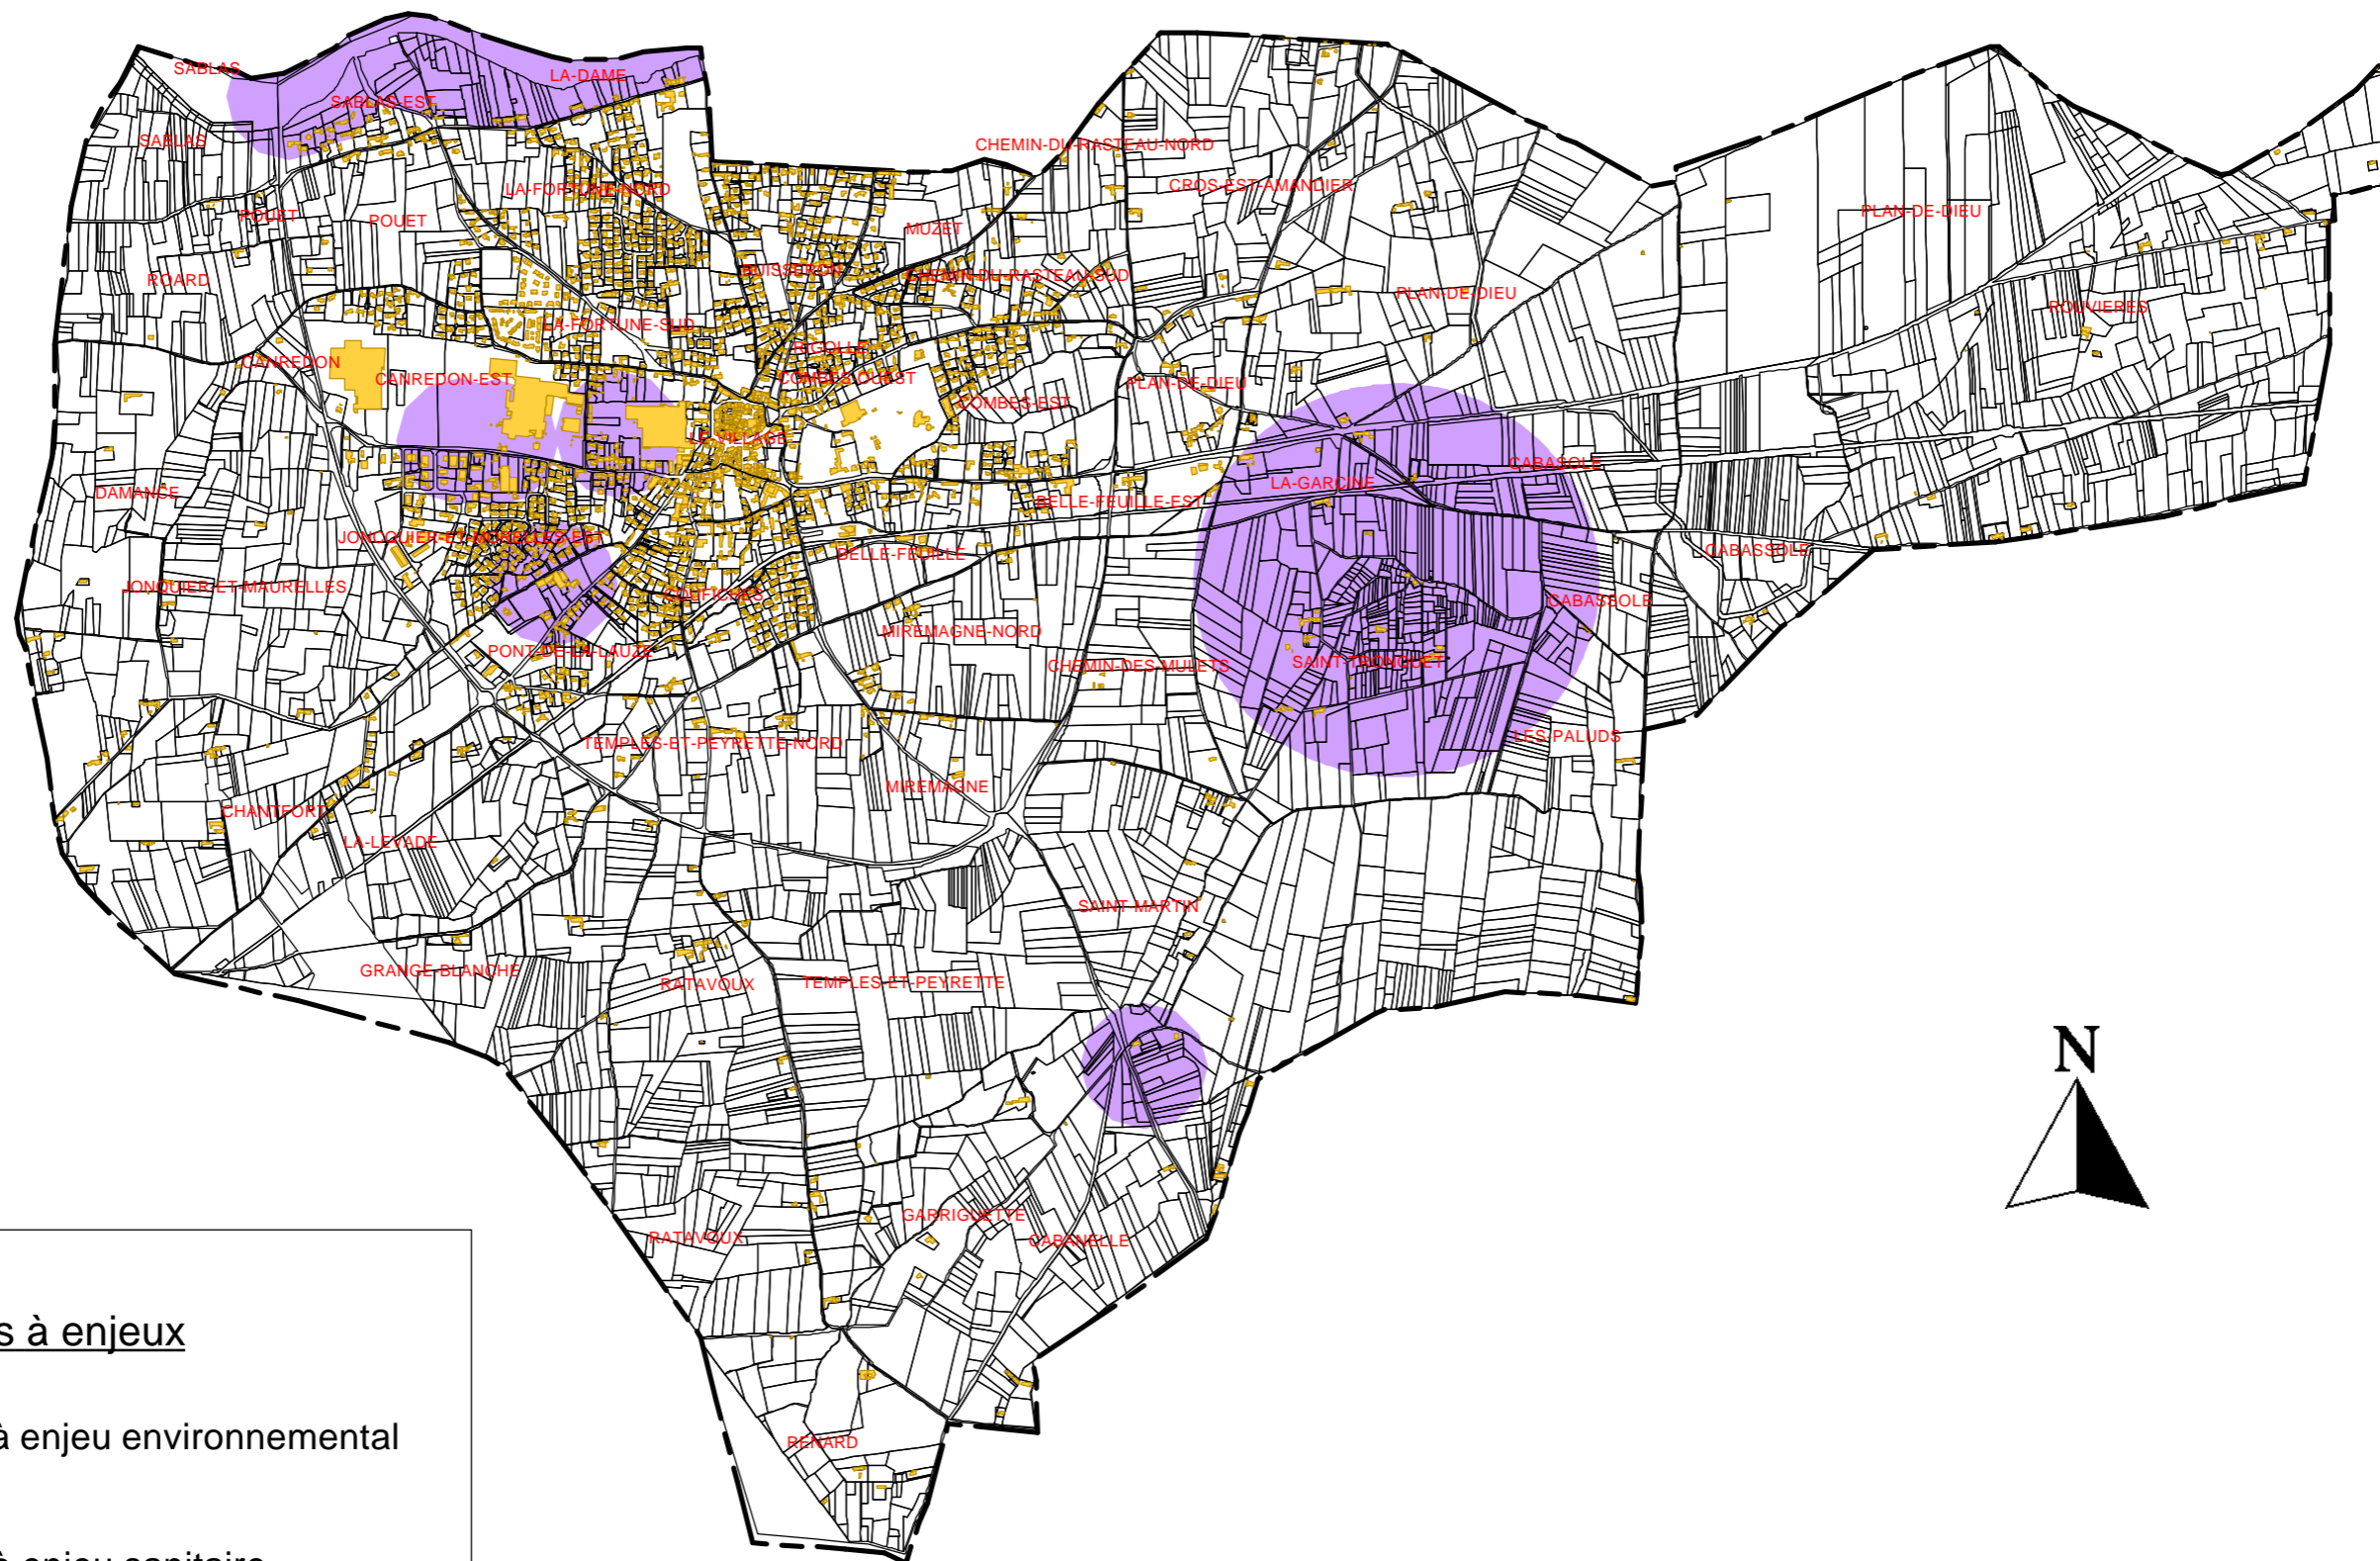 SABLAS
LA-DAME
SABLAS-EST
SABLAS
CHEMIN-DU-RASTEAU-NORD
LA-FORTUNE-NORD
CROS-EST-AMANDIER
POUET
POUET
PLAN-DE-DIEU
MUZET
BUISSERON
CHEMIN-DU-RASTEAU-SUD
ROARD
PLAN-DE-DIEU
ROUVIERES
LA-FORTUNE-SUD
RIGOLLE
CANREDON
CANREDON-EST
COMBES-OUEST
PLAN-DE-DIEU
COMBES-EST
LE-VILLAGE
CABASOLE
LA-GARCINE
DAMANCE
BELLE-FEUILLE-EST
JONCQUIER-ET-MORELLES-EST
BELLE-FEUILLE
CABASSOLE
JONQUIER-ET-MAURELLES
COUFICHES
CABASSOLE
MIREMAGNE-NORD
PONT-DE-LA-LAUZE
CHEMIN-DES-MULETS
SAINT-TRONQUET
LES-PALUDS
TEMPLES-ET-PEYRETTE-NORD
MIREMAGNE
CHANTFORT
LA-LEVADE
SAINT-MARTIN
GRANGE-BLANCHE
RATAVOUX
TEMPLES-ET-PEYRETTE
N
GARRIGUETTE
RATAVOUX
CABANELLE
s à enjeux
à enjeu environnemental
RENARD
à enjeu sanitaire